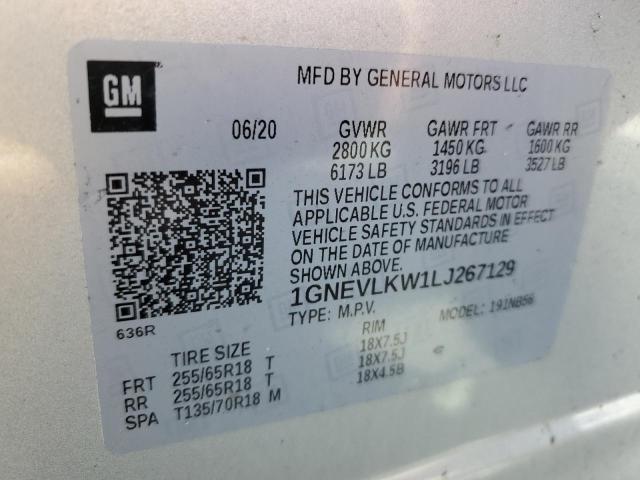 GM
MFD BY GENERAL MOTORS LLC
06/20 GVWR GAWR FRT GAWR RR
2800 KG 1450 KG 1600 KG
6173 LB 3196 LB 3527 LB
THIS VEHICLE CONFORMS TO ALL
APPLICABLE U.S. FEDERAL MOTOR
VEHICLE SAFETY STANDARDS IN EFFECT
ON THE DATE OF MANUFACTURE
SHOWN ABOVE.
1GNEVLKW1LJ267129
TYPE: M.P.V. 191NB56
636R
TIRE SIZE RIM
FRT 255/65R18 T 18X7.5J
RR 255/65R18 T 18X7.5J
SPA T135/70R18 M 18X4.5B